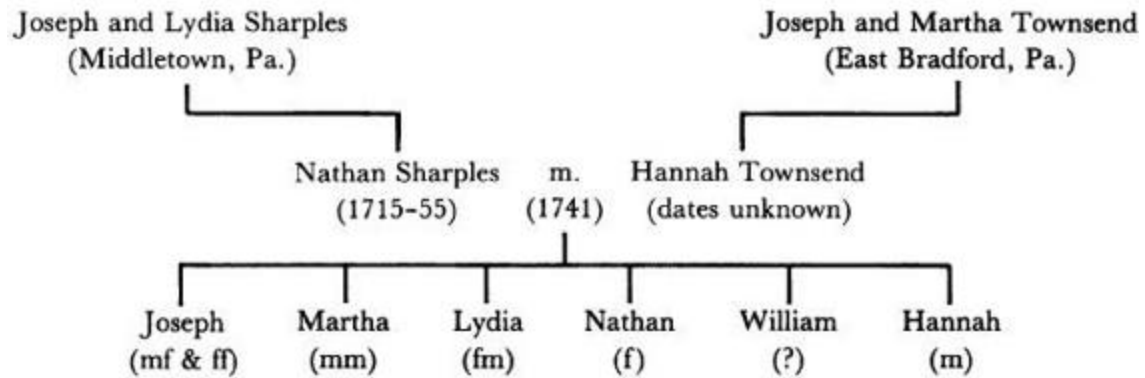 Joseph and Lydia Sharples
(Middletown, Pa.)
Joseph and Martha Townsend
(East Bradford, Pa.)
Nathan Sharples m. Hannah Townsend
(1715–55) (1741) (dates unknown)
Joseph Martha Lydia Nathan William Hannah
(mf & ff) (mm) (fm) (f) (?) (m)